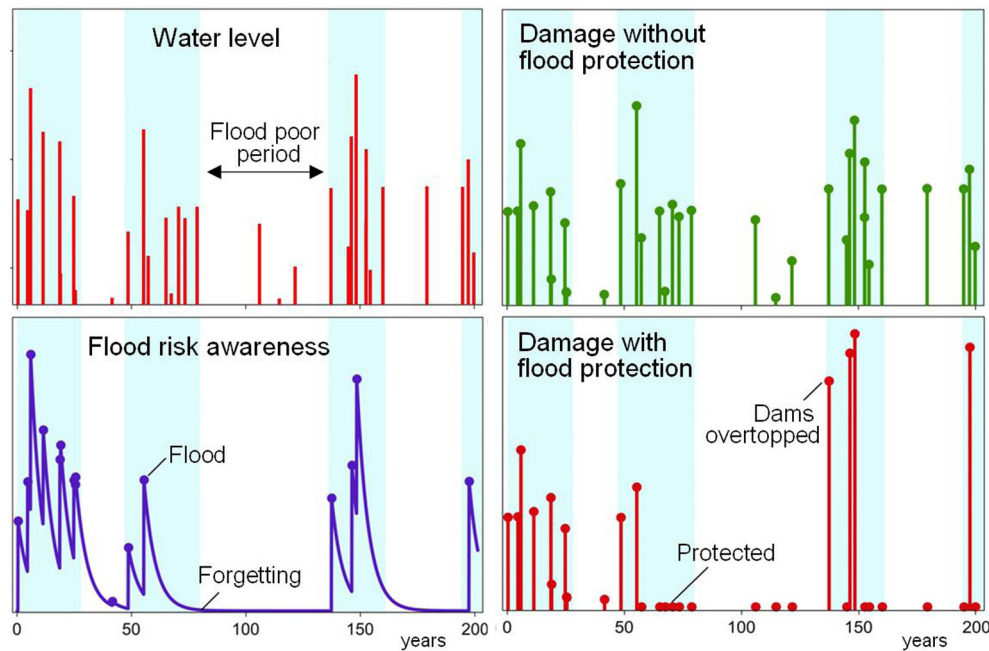 Water level
Flood poor
period
Damage without
flood protection
Flood risk awareness
Flood
Forgetting
0
50
100
150
200
years
Damage with
flood protection
Dams
overtopped
Protected
0
50
100
150
200
years